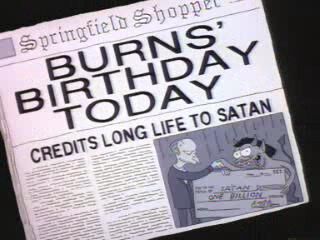 Springfield Shopper
BURNS'
BIRTHDAY
TODAY
CREDITS LONG LIFE TO SATAN
SATAN
ONE BILLION